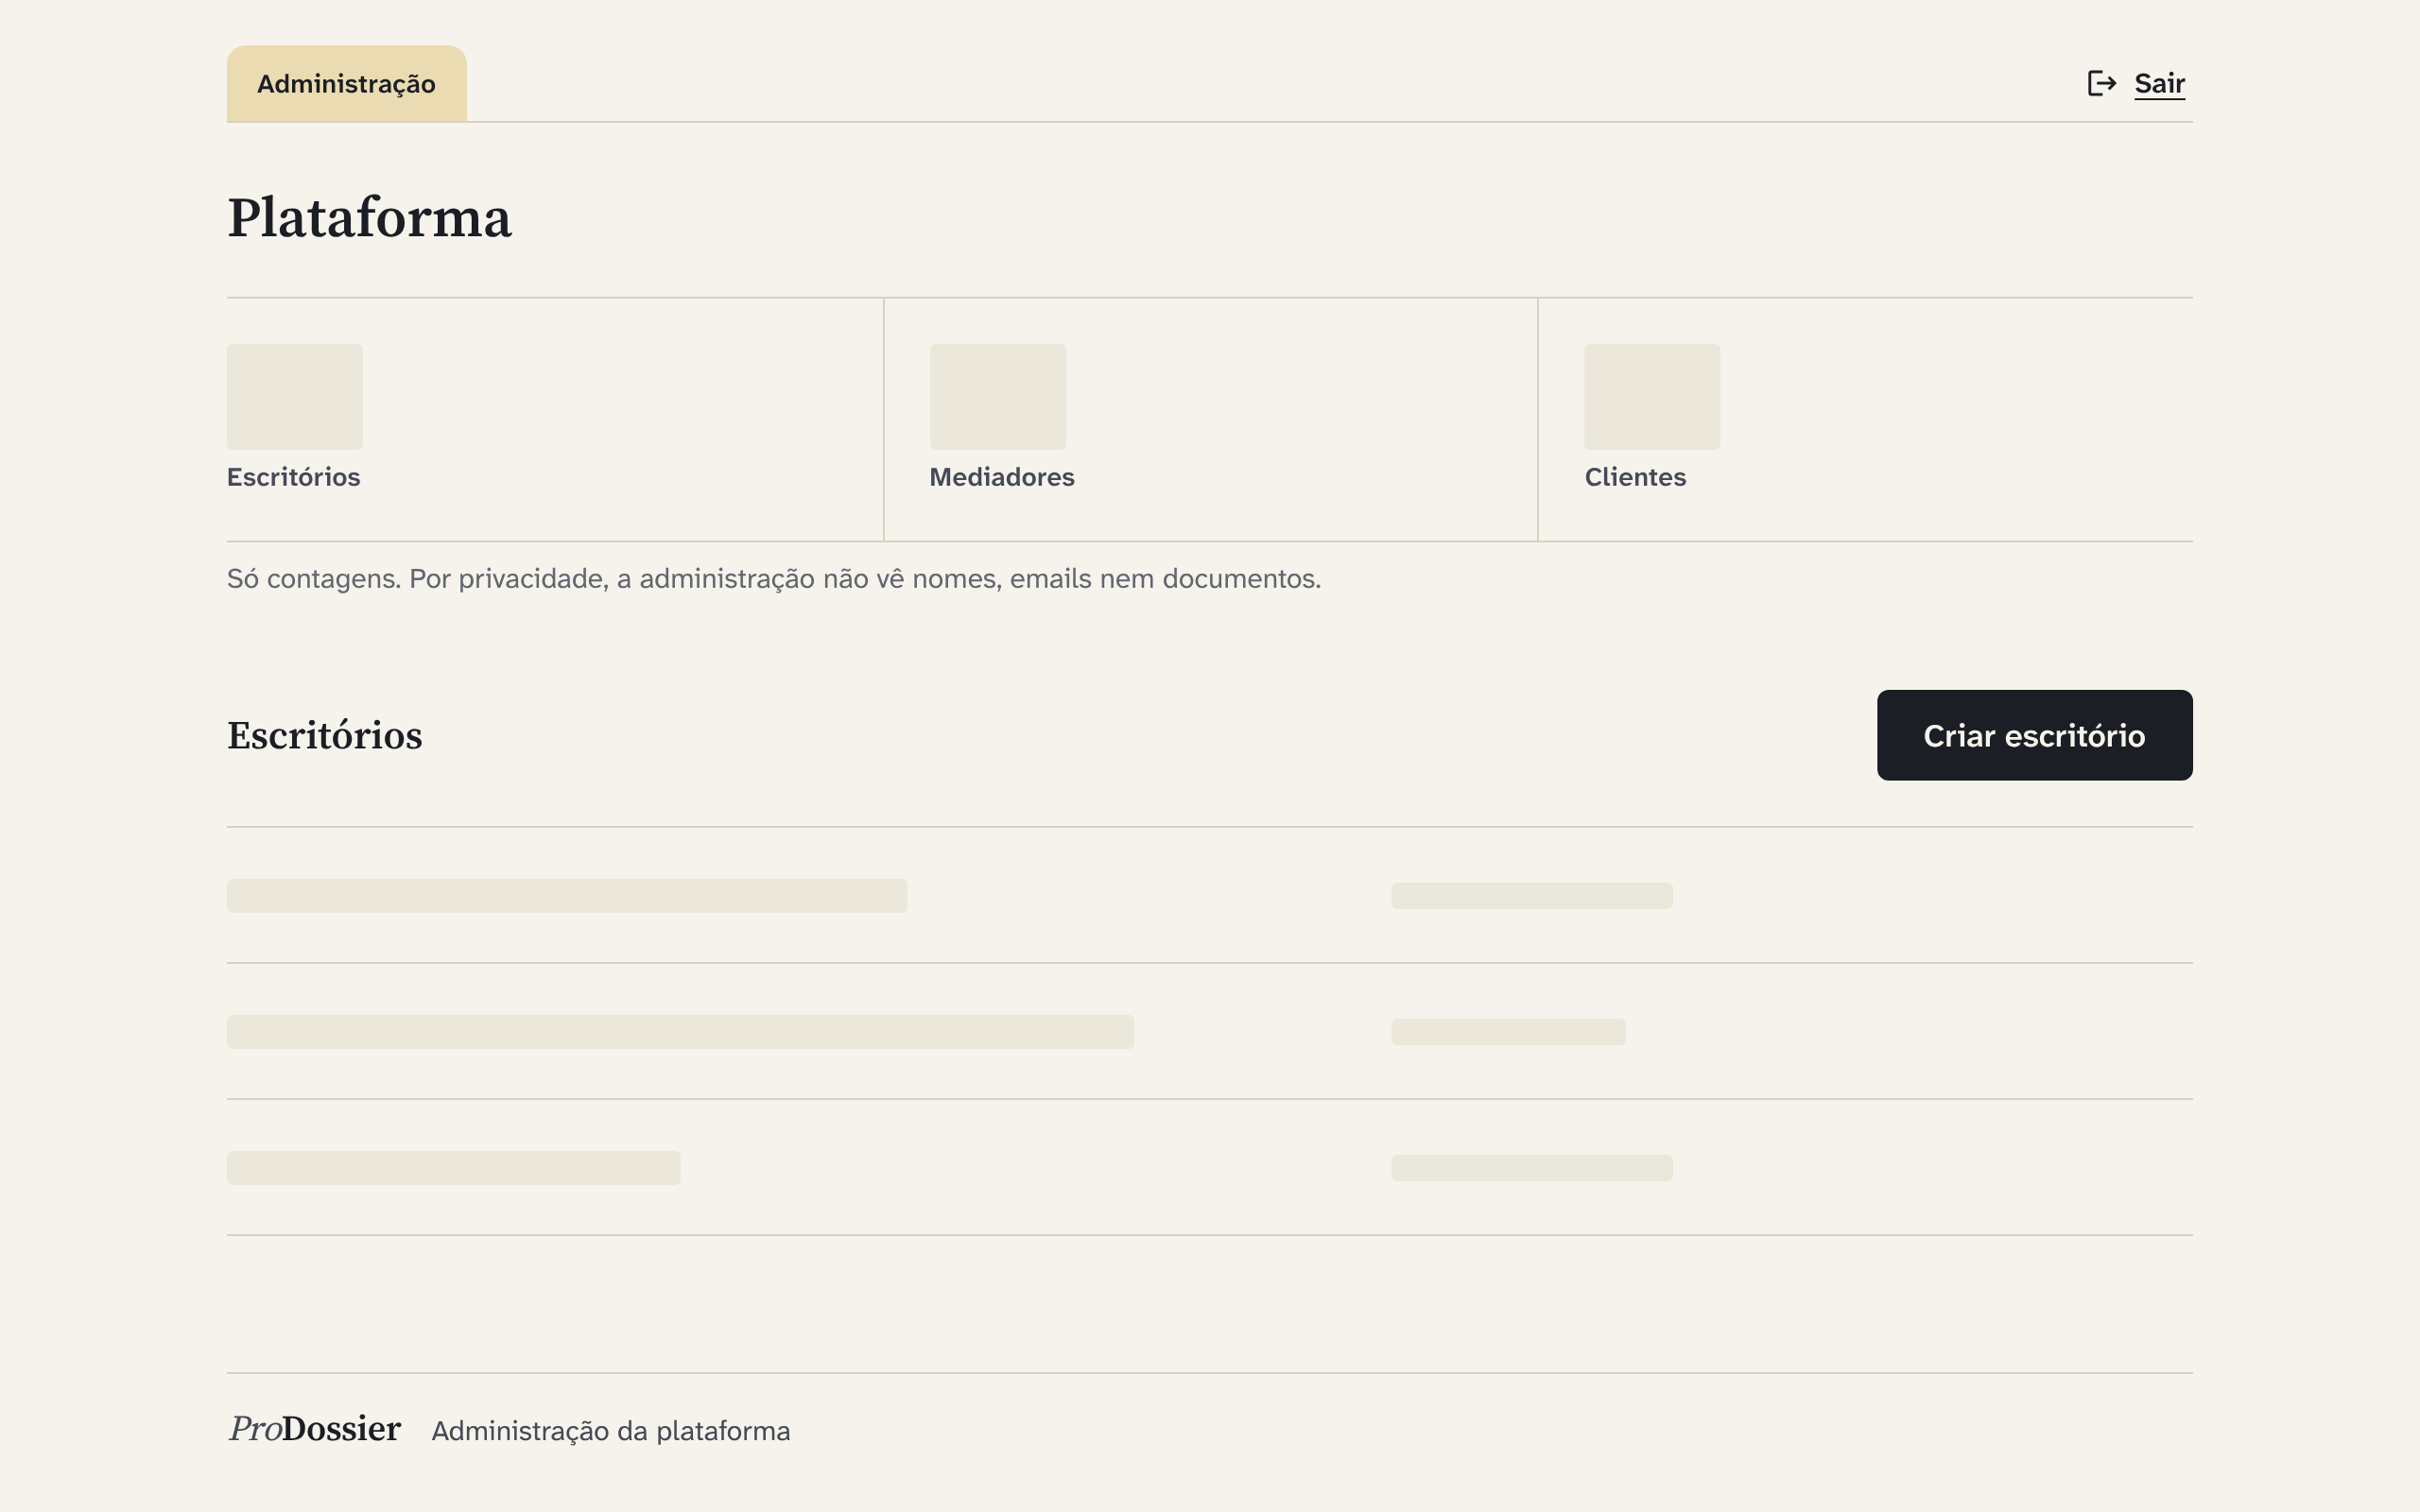 Administração
Sair
Plataforma
Escritórios
Mediadores
Clientes
Só contagens. Por privacidade, a administração não vê nomes, emails nem documentos.
Escritórios
Criar escritório
ProDossier Administração da plataforma